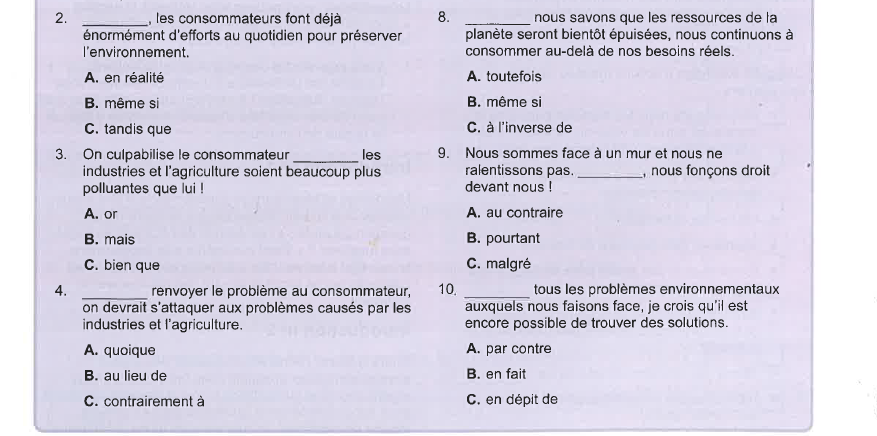 2. ________, les consommateurs font déjà
énormément d'efforts au quotidien pour préserver
l'environnement.
A. en réalité
B. même si
C. tandis que
3. On culpabilise le consommateur ________ les
industries et l'agriculture soient beaucoup plus
polluantes que lui !
A. or
B. mais
C. bien que
4. ________ renvoyer le problème au consommateur,
on devrait s'attaquer aux problèmes causés par les
industries et l'agriculture.
A. quoique
B. au lieu de
C. contrairement à
8. ________ nous savons que les ressources de la
planète seront bientôt épuisées, nous continuons à
consommer au-delà de nos besoins réels.
A. toutefois
B. même si
C. à l'inverse de
9. Nous sommes face à un mur et nous ne
ralentissons pas. ________, nous fonçons droit
devant nous !
A. au contraire
B. pourtant
C. malgré
10. ________ tous les problèmes environnementaux
auxquels nous faisons face, je crois qu'il est
encore possible de trouver des solutions.
A. par contre
B. en fait
C. en dépit de